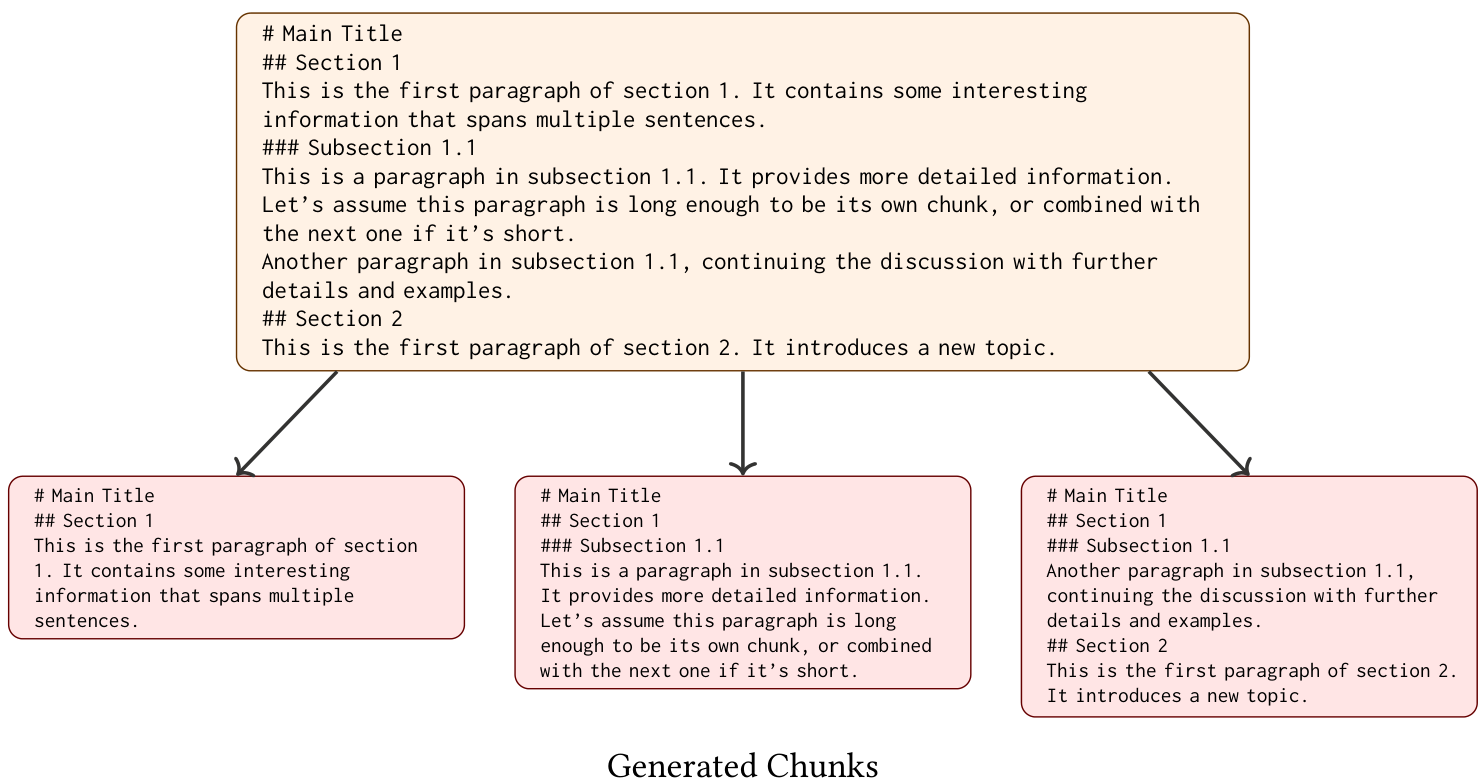 # Main Title
## Section 1
This is the first paragraph of section 1. It contains some interesting
information that spans multiple sentences.
### Subsection 1.1
This is a paragraph in subsection 1.1. It provides more detailed information.
Let’s assume this paragraph is long enough to be its own chunk, or combined with
the next one if it’s short.
Another paragraph in subsection 1.1, continuing the discussion with further
details and examples.
## Section 2
This is the first paragraph of section 2. It introduces a new topic.
# Main Title
## Section 1
This is the first paragraph of section
1. It contains some interesting
information that spans multiple
sentences.
# Main Title
## Section 1
### Subsection 1.1
This is a paragraph in subsection 1.1.
It provides more detailed information.
Let’s assume this paragraph is long
enough to be its own chunk, or combined
with the next one if it’s short.
# Main Title
## Section 1
### Subsection 1.1
Another paragraph in subsection 1.1,
continuing the discussion with further
details and examples.
## Section 2
This is the first paragraph of section 2.
It introduces a new topic.
Generated Chunks